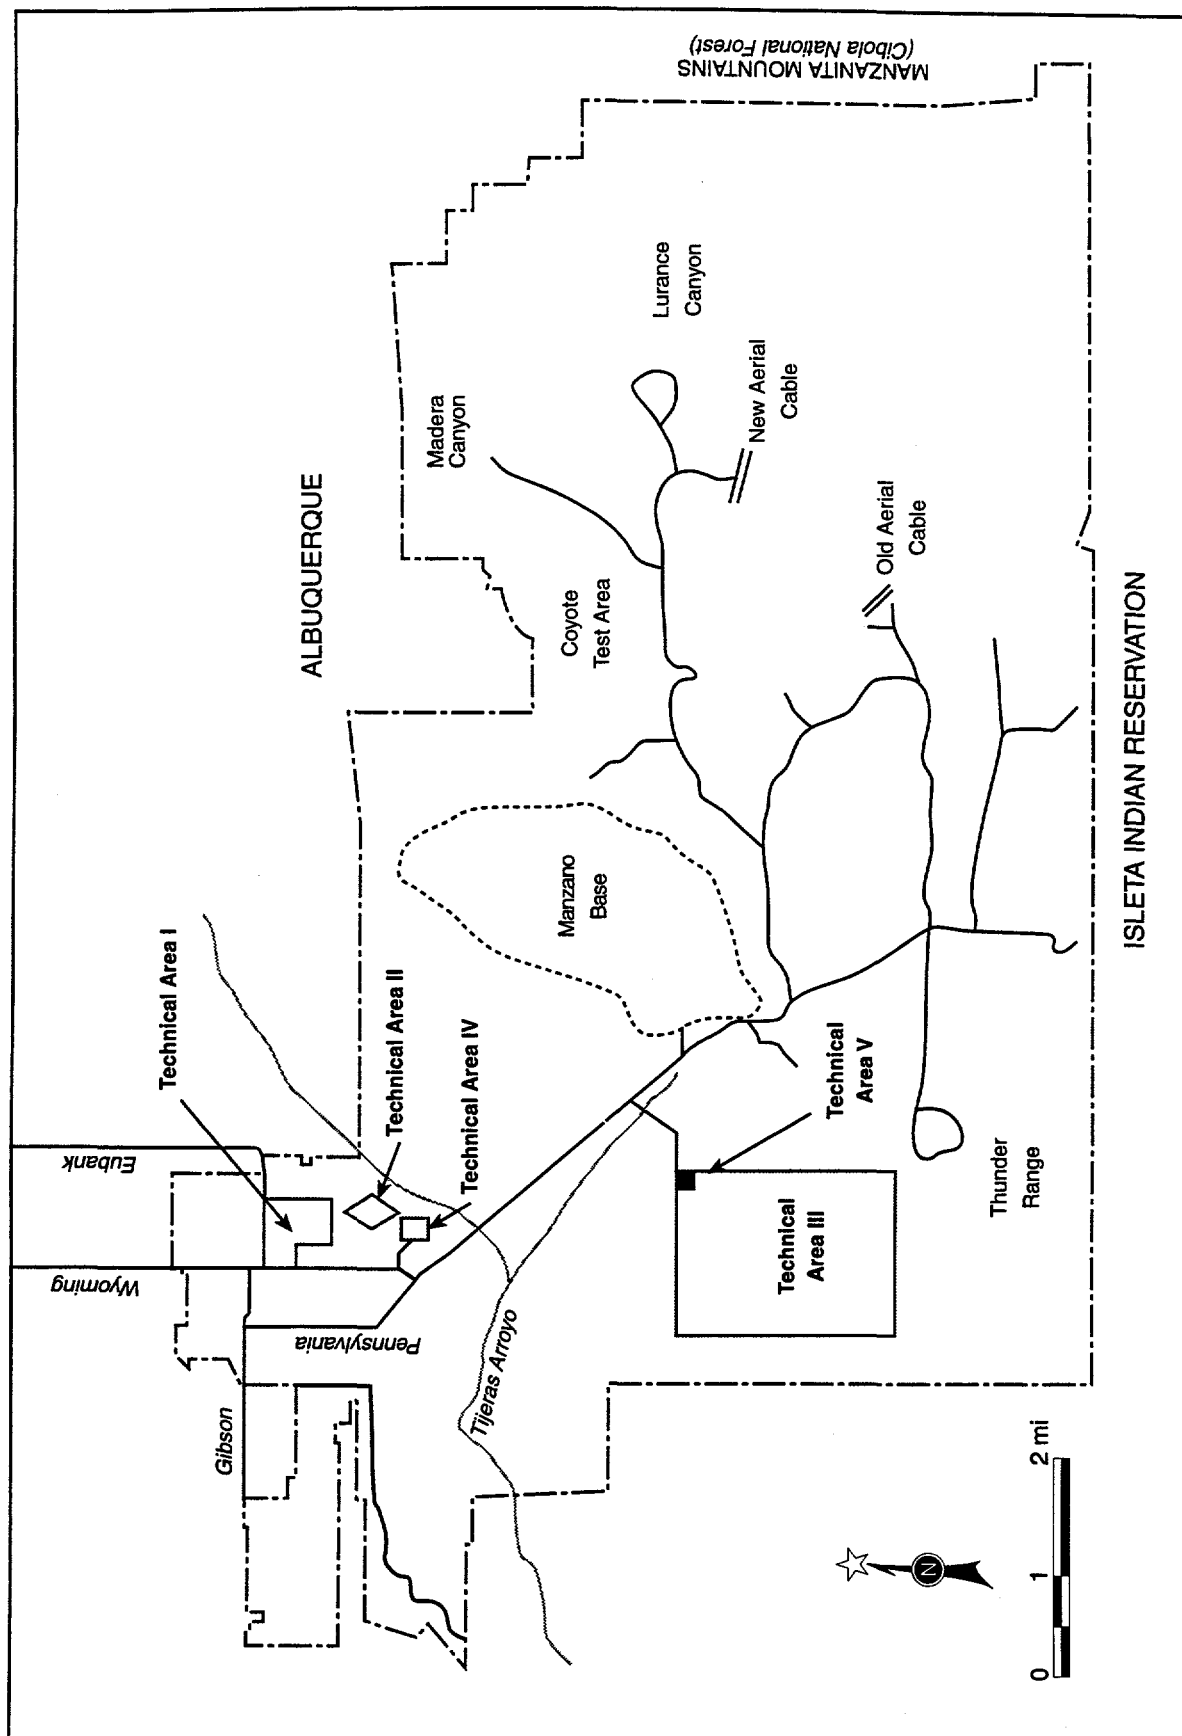 Eubank
Wyoming
Technical Area I
ALBUQUERQUE
Gibson
Pennsylvania
Technical Area II
Technical Area IV
Madera
Canyon
MANZANITA MOUNTAINS
(Cibola National Forest)
Tijeras Arroyo
Manzano
Base
Coyote
Test Area
Lurance
Canyon
New Aerial
Cable
Technical
Area III
Technical
Area V
Old Aerial
Cable
Thunder
Range
N
0
1
2 mi
ISLETA INDIAN RESERVATION